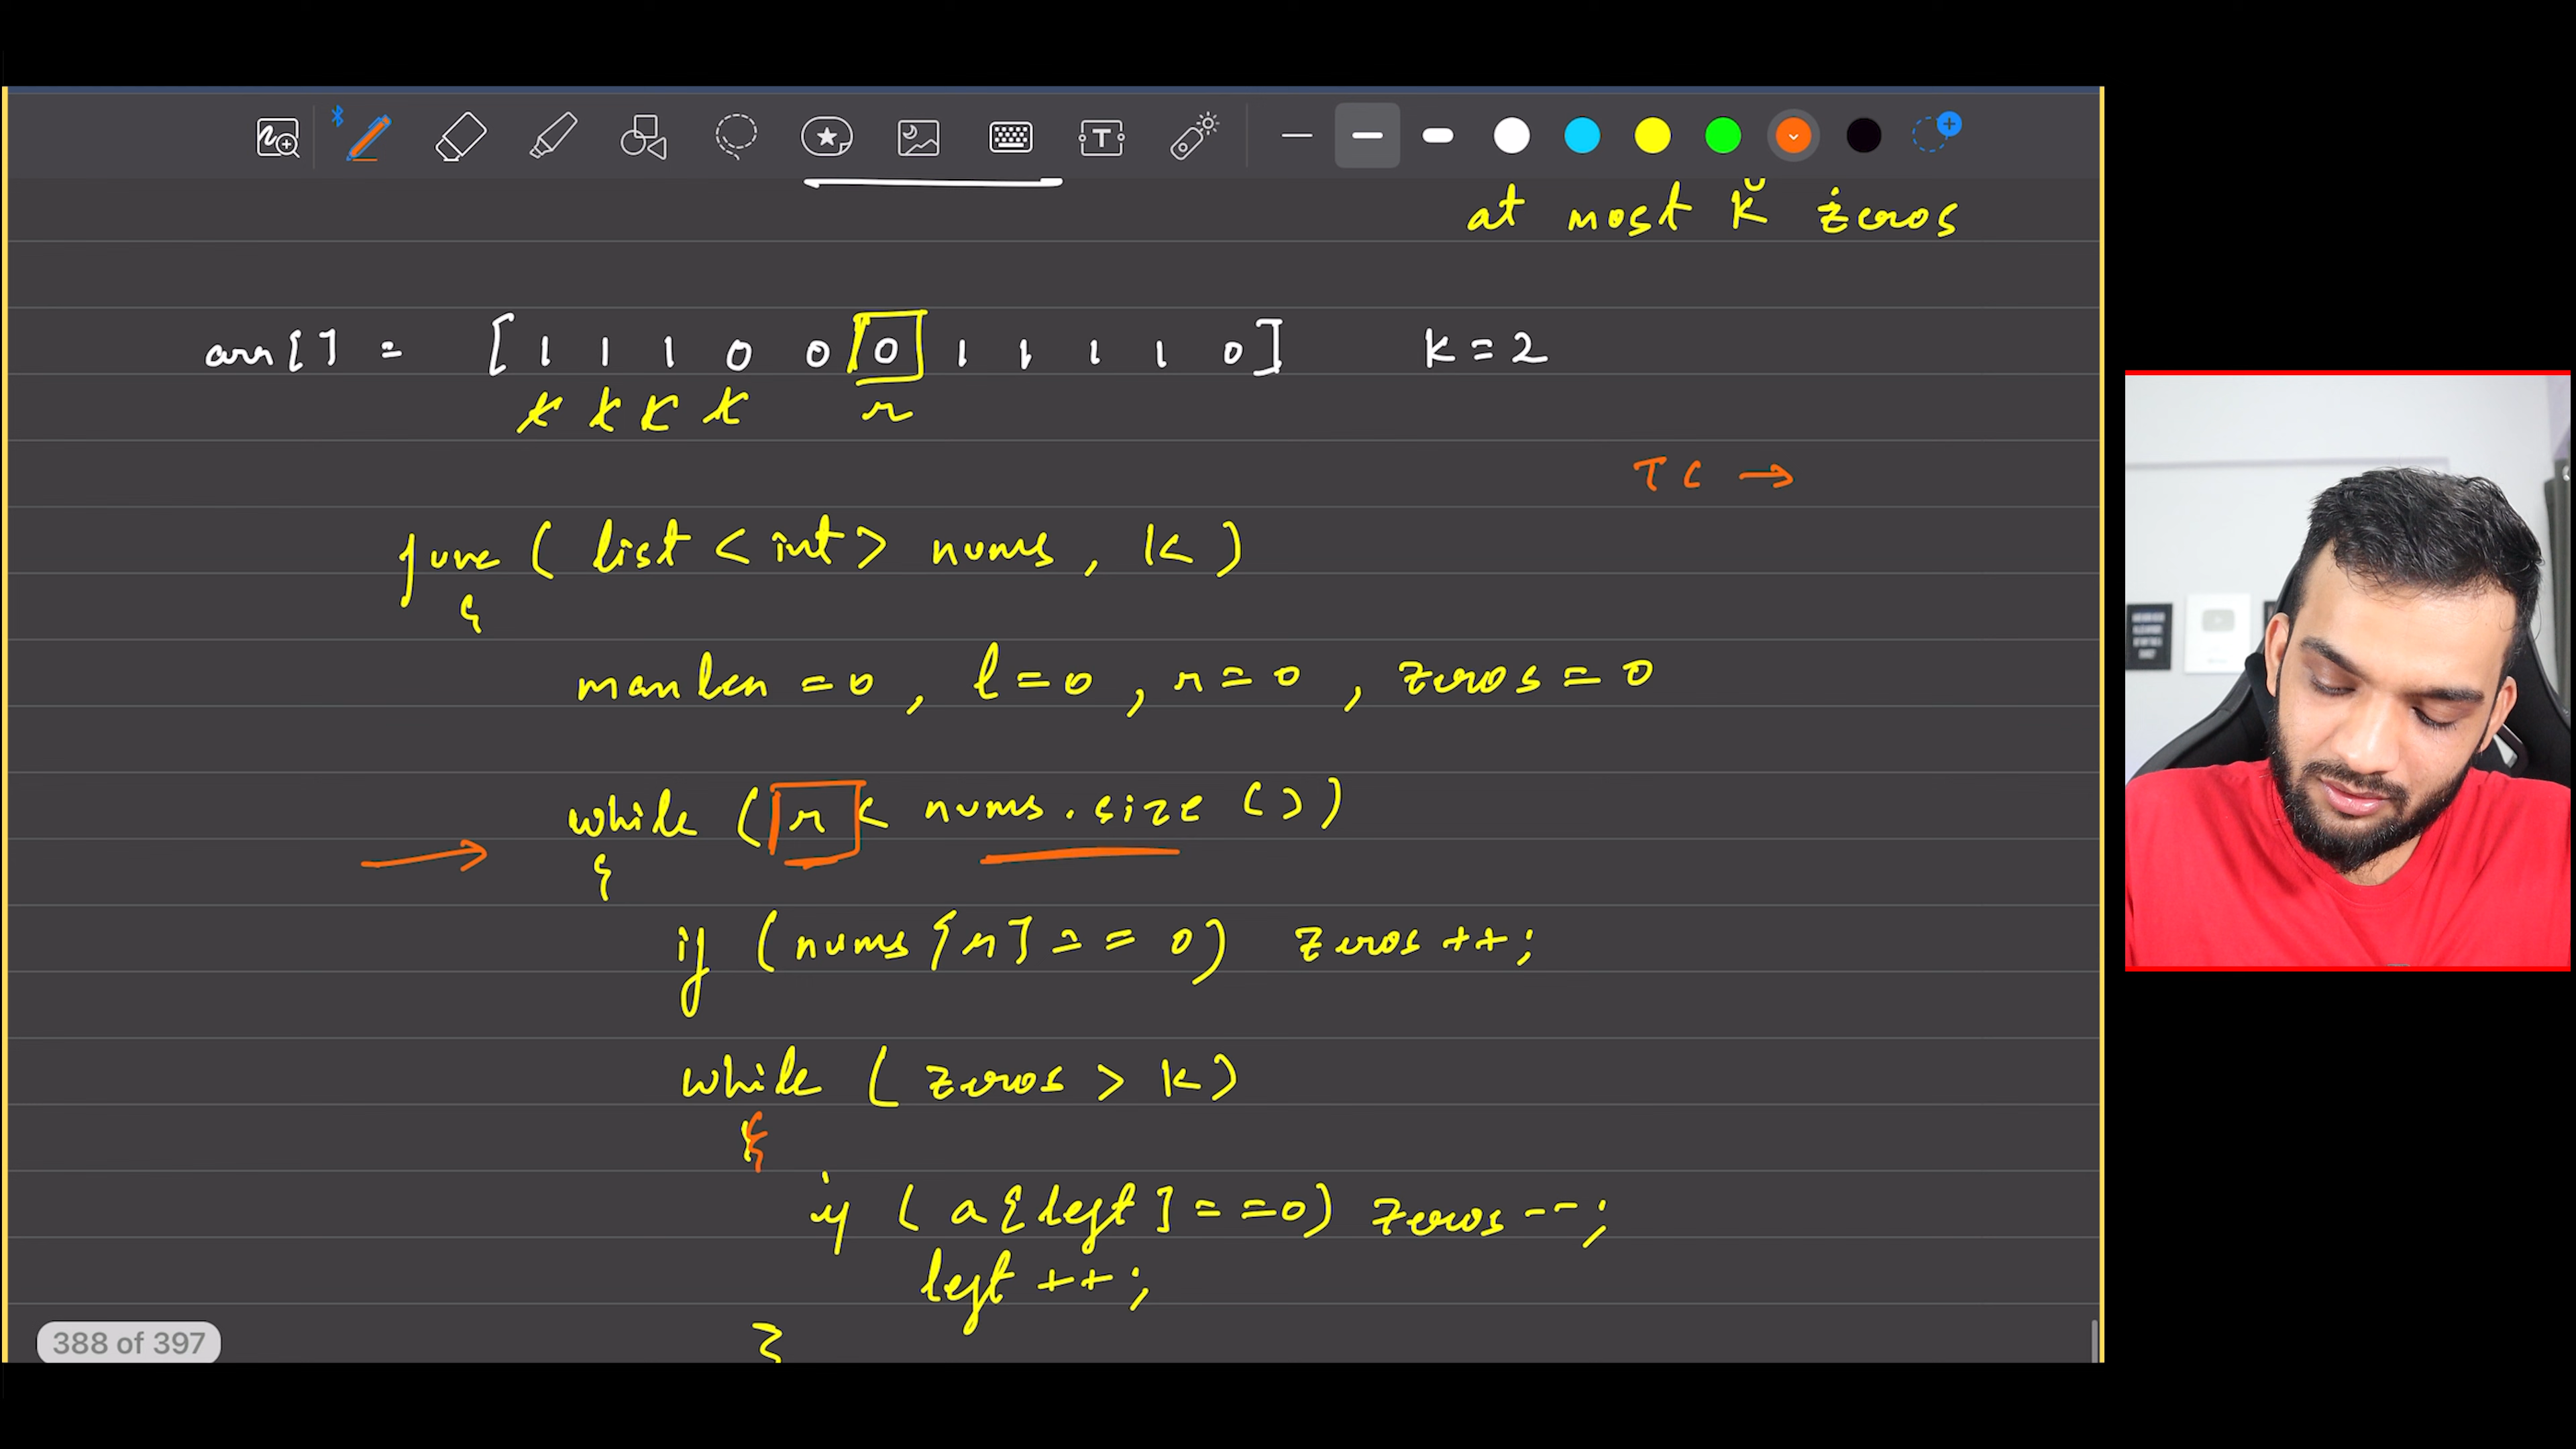 at most K zeros
arr[] = [ 1 1 1 0 0 0 1 1 1 1 0 ] K = 2
r
TC →
func ( list < int > nums , K )
{
maxlen = 0 , l = 0 , r = 0 , zeros = 0
while ( r < nums.size () )
{
if ( nums[r] == 0 ) zeros ++ ;
while ( zeros > K )
{
if ( a[left] == 0 ) zeros -- ;
left ++ ;
}
388 of 397